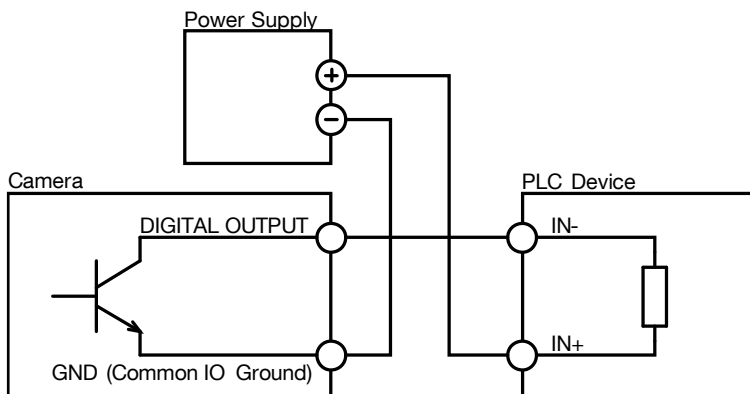 Power Supply
+
−
Camera
PLC Device
DIGITAL OUTPUT
IN-
GND (Common IO Ground)
IN+